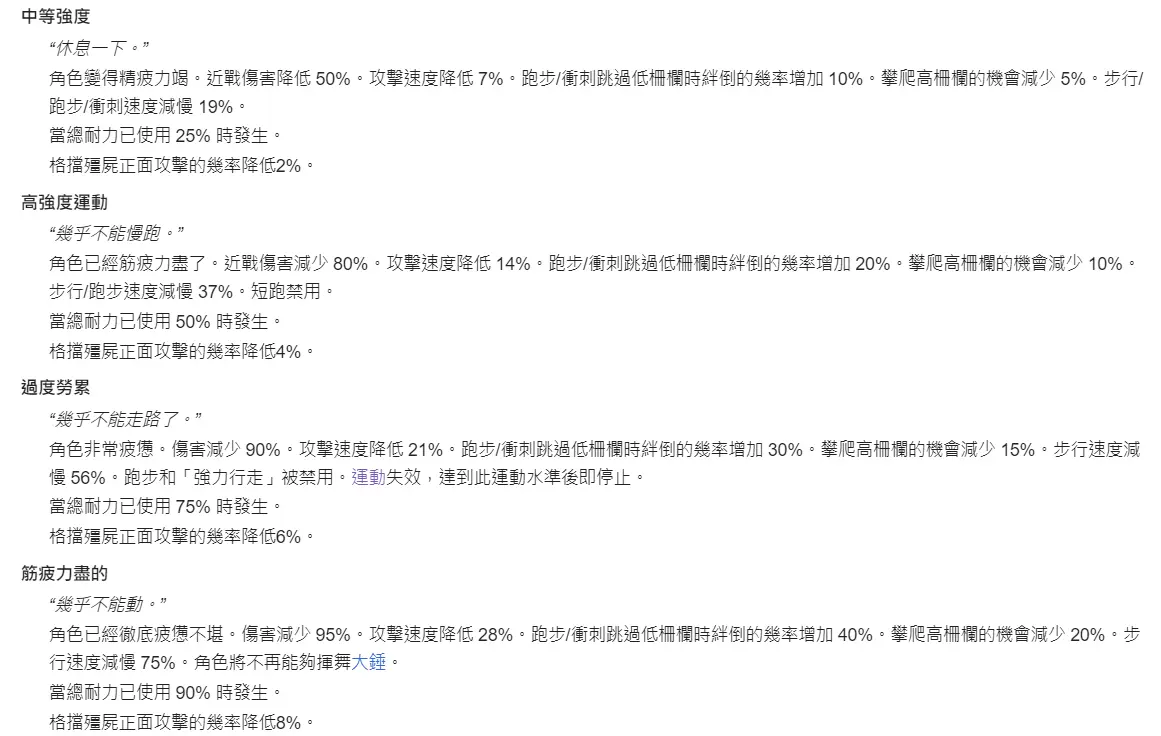 中等強度
“休息一下。”
角色變得精疲力竭。近戰傷害降低 50%。攻擊速度降低 7%。跑步/衝刺跳過低柵欄時絆倒的幾率增加 10%。攀爬高柵欄的機會減少 5%。步行/
跑步/衝刺速度減慢 19%。
當總耐力已使用 25% 時發生。
格擋殭屍正面攻擊的幾率降低2%。
高強度運動
“幾乎不能慢跑。”
角色已經筋疲力盡了。近戰傷害減少 80%。攻擊速度降低 14%。跑步/衝刺跳過低柵欄時絆倒的幾率增加 20%。攀爬高柵欄的機會減少 10%。
步行/跑步速度減慢 37%。短跑禁用。
當總耐力已使用 50% 時發生。
格擋殭屍正面攻擊的幾率降低4%。
過度勞累
“幾乎不能走路了。”
角色非常疲憊。傷害減少 90%。攻擊速度降低 21%。跑步/衝刺跳過低柵欄時絆倒的幾率增加 30%。攀爬高柵欄的機會減少 15%。步行速度減
慢 56%。跑步和「強力行走」被禁用。運動失效，達到此運動水準後即停止。
當總耐力已使用 75% 時發生。
格擋殭屍正面攻擊的幾率降低6%。
筋疲力盡的
“幾乎不能動。”
角色已經徹底疲憊不堪。傷害減少 95%。攻擊速度降低 28%。跑步/衝刺跳過低柵欄時絆倒的幾率增加 40%。攀爬高柵欄的機會減少 20%。步
行速度減慢 75%。角色將不再能夠揮舞大錘。
當總耐力已使用 90% 時發生。
格擋殭屍正面攻擊的幾率降低8%。